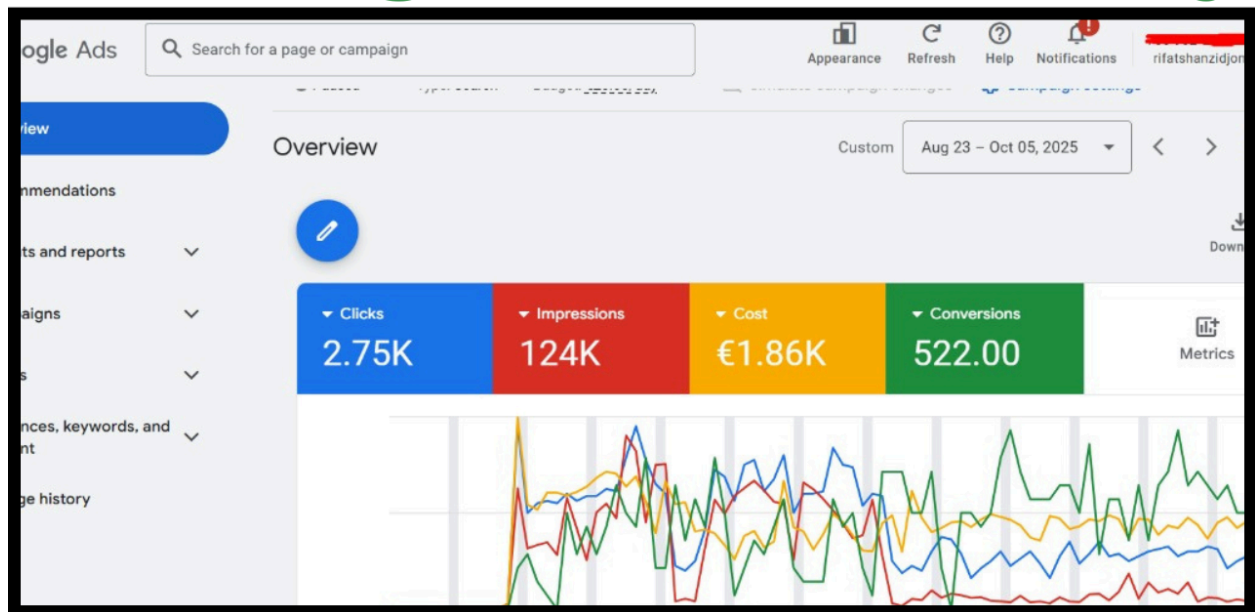 ogle Ads
Search for a page or campaign
Appearance
Refresh
Help
Notifications
rifatshanzidjon
view
Overview
Custom
Aug 23 – Oct 05, 2025
mmendations
ts and reports
Down
aigns
Clicks
Impressions
Cost
Conversions
2.75K
124K
€1.86K
522.00
Metrics
s
nces, keywords, and
nt
ge history